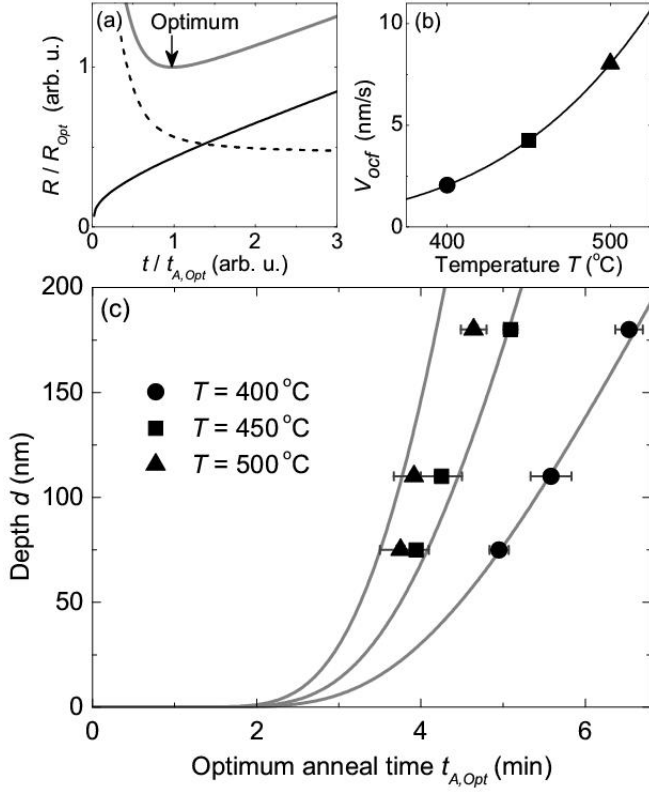 (a)
Optimum
1
0
R / R_Opt (arb. u.)
0 1 2 3
t / t_A,Opt (arb. u.)
(b)
10
5
0
V_ocf (nm/s)
400 500
Temperature T (°C)
(c)
200
150
100
50
0
Depth d (nm)
T = 400 °C
T = 450 °C
T = 500 °C
0 2 4 6
Optimum anneal time t_A,Opt (min)